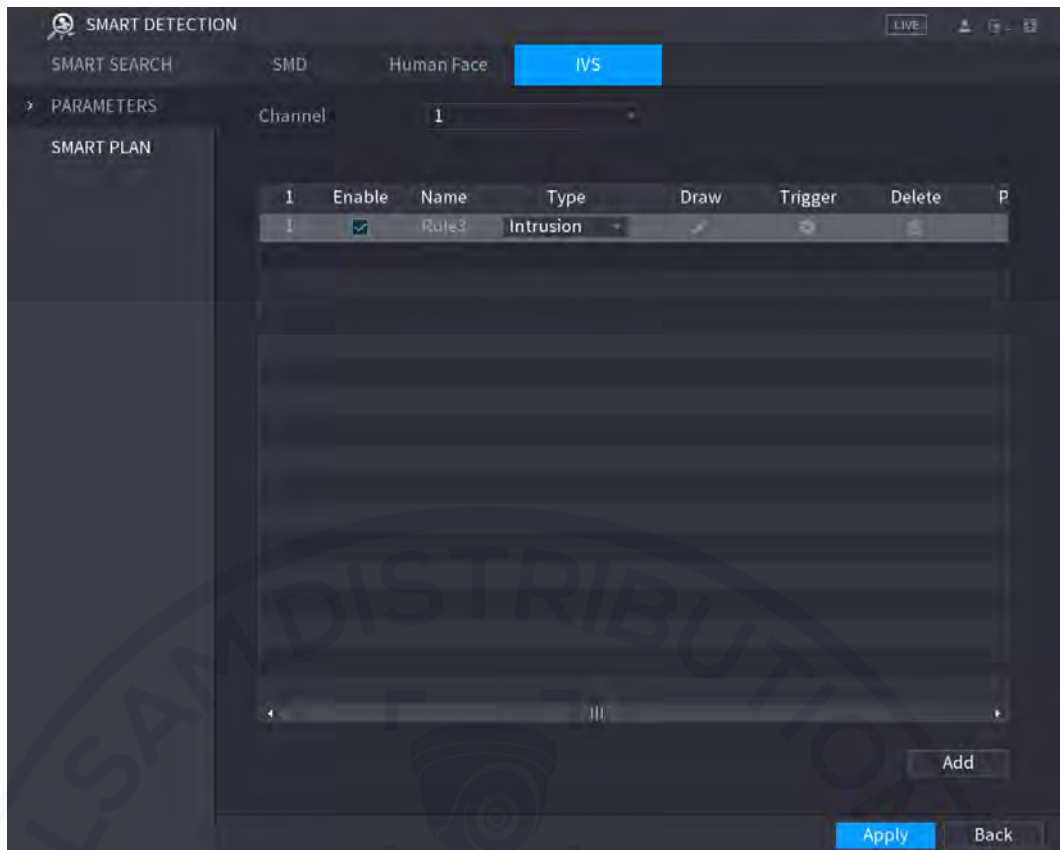 SMART DETECTION LIVE
SMART SEARCH SMD Human Face IVS
PARAMETERS
Channel 1
SMART PLAN
1 Enable Name Type Draw Trigger Delete P
1 Rule3 Intrusion
Add
Apply Back
LSAMDISTRIBUTION